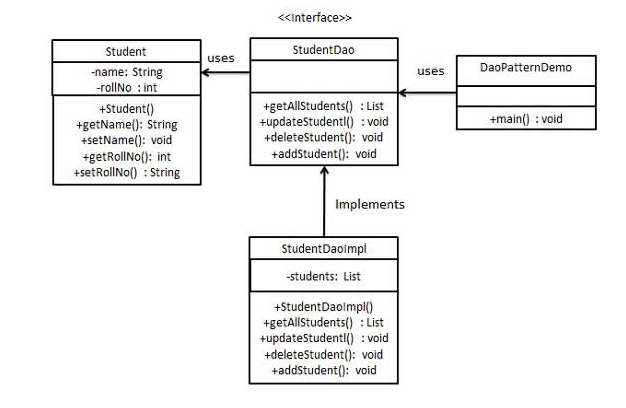 <<Interface>>
Student
-name: String
-rollNo : int
+Student()
+getName(): String
+setName(): void
+getRollNo(): int
+setRollNo() : String
uses
StudentDao
+getAllStudents() : List
+updateStudentl) : void
+deleteStudent(): void
+addStudent(): void
uses
DaoPatternDemo
+main() : void
Implements
StudentDaoImpl
-students: List
+StudentDaoImpl()
+getAllStudents() : List
+updateStudentl) : void
+deleteStudent(): void
+addStudent(): void